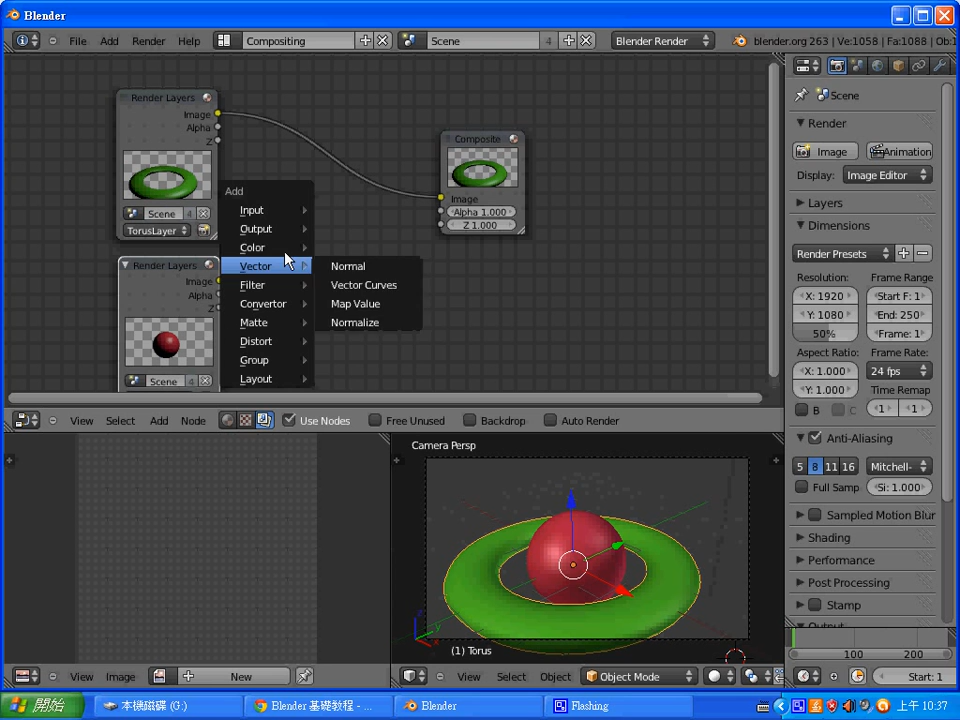 Blender
File Add Render Help Compositing Scene 4 Blender Render blender.org 263 | Ve:1058 | Fa:1088 | Ob:1
Render Layers
Image
Alpha
Z
Scene 4
TorusLayer
Composite
Image
Alpha 1.000
Z 1.000
Render Layers
Image
Alpha
Z
Scene 4
Add
Input
Output
Color
Vector
Filter
Convertor
Matte
Distort
Group
Layout
Normal
Vector Curves
Map Value
Normalize
Scene
Render
Image Animation
Display: Image Editor
Layers
Dimensions
Render Presets
Resolution: Frame Range
X: 1920 Start F: 1
Y: 1080 End: 250
50% Frame: 1
Aspect Ratio: Frame Rate:
X: 1.000 24 fps
Y: 1.000 Time Remap
B C 1 1
Anti-Aliasing
5 8 11 16 Mitchell-
Full Samp Si: 1.000
Sampled Motion Blur
Shading
Performance
Post Processing
Stamp
Output
View Select Add Node Use Nodes Free Unused Backdrop Auto Render
Camera Persp
(1) Torus
100 200
View Image New
View Select Object Object Mode
Start: 1
開始 本機磁碟 (G:) Blender 基礎教程 - ... Blender Flashing 上午 10:37